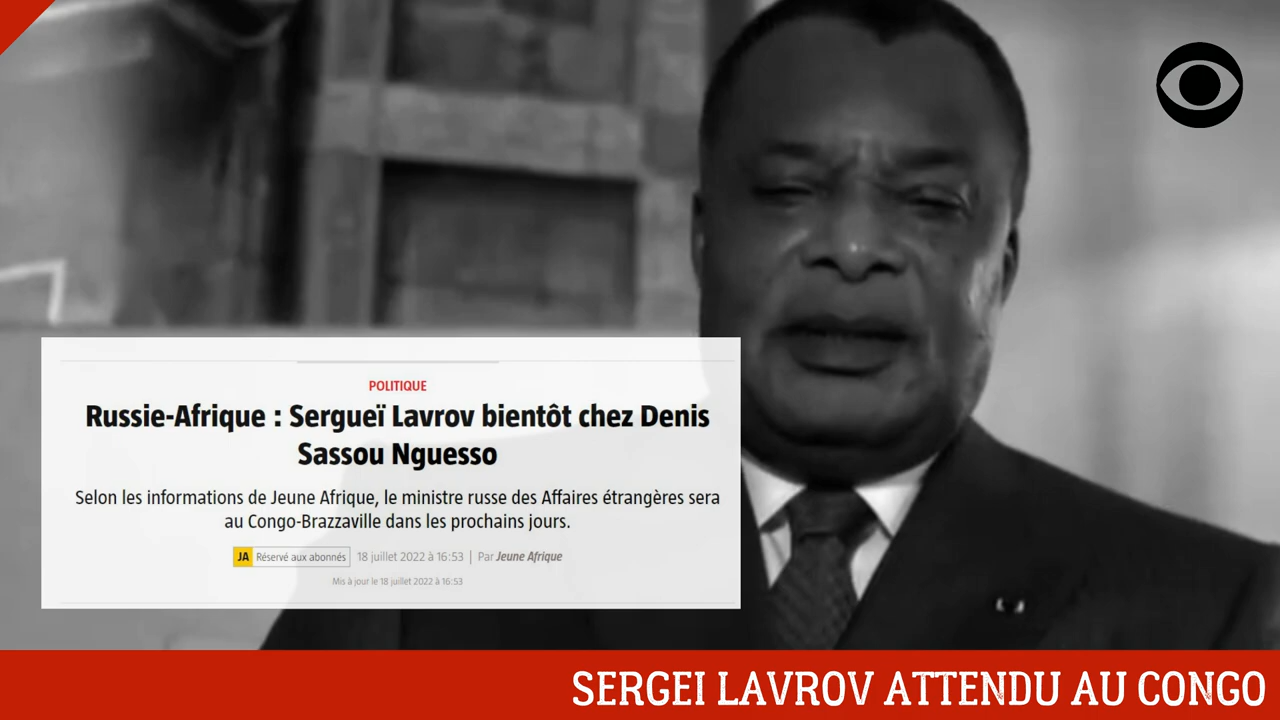 POLITIQUE
Russie-Afrique : Sergueï Lavrov bientôt chez Denis
Sassou Nguesso
Selon les informations de Jeune Afrique, le ministre russe des Affaires étrangères sera
au Congo-Brazzaville dans les prochains jours.
JA Réservé aux abonnés 18 juillet 2022 à 16:53 | Par Jeune Afrique
Mis à jour le 18 juillet 2022 à 16:53
SERGEI LAVROV ATTENDU AU CONGO